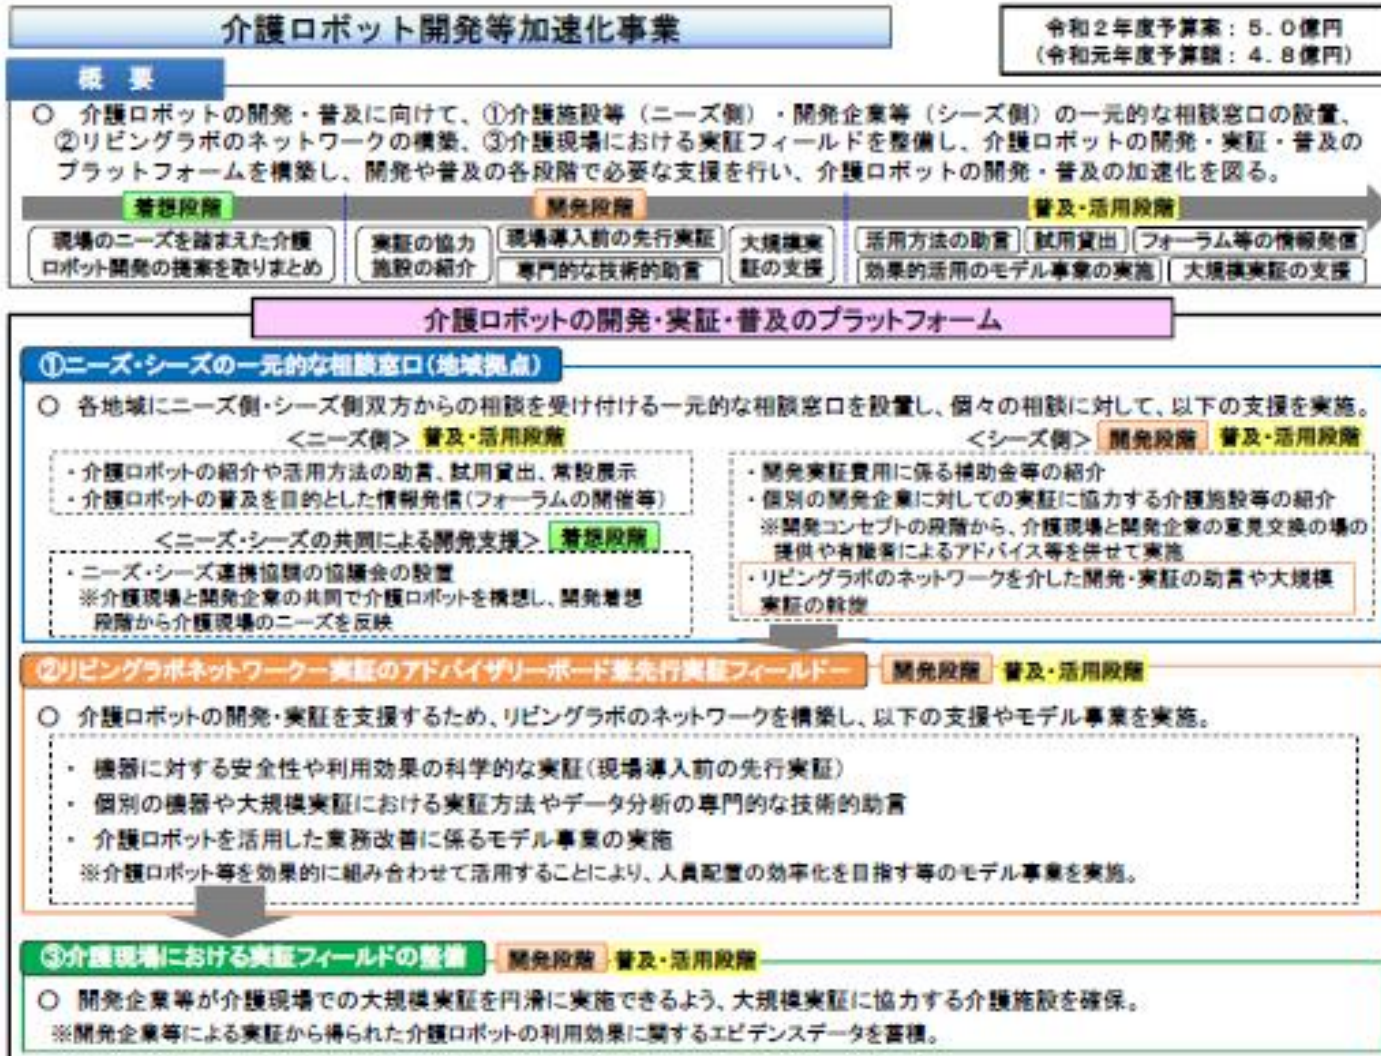 介護ロボット開発等加速化事業
令和2年度予算案：5.0億円
（令和元年度予算額：4.8億円）
概要
○ 介護ロボットの開発・普及に向けて、①介護施設等（ニーズ側）・開発企業等（シーズ側）の一元的な相談窓口の設置、
②リビングラボのネットワークの構築、③介護現場における実証フィールドを整備し、介護ロボットの開発・実証・普及の
プラットフォームを構築し、開発や普及の各段階で必要な支援を行い、介護ロボットの開発・普及の加速化を図る。
着想段階
開発段階
普及・活用段階
現場のニーズを踏まえた介護
ロボット開発の提案を取りまとめ
実証の協力
施設の紹介
現場導入前の先行実証
専門的な技術的助言
大規模実
証の支援
活用方法の助言
試用貸出
フォーラム等の情報発信
効果的活用のモデル事業の実施
大規模実証の支援
介護ロボットの開発・実証・普及のプラットフォーム
①ニーズ・シーズの一元的な相談窓口（地域拠点）
○ 各地域にニーズ側・シーズ側双方からの相談を受け付ける一元的な相談窓口を設置し、個々の相談に対して、以下の支援を実施。
＜ニーズ側＞ 普及・活用段階
・介護ロボットの紹介や活用方法の助言、試用貸出、常設展示
・介護ロボットの普及を目的とした情報発信（フォーラムの開催等）
＜ニーズ・シーズの共同による開発支援＞ 着想段階
・ニーズ・シーズ連携協調の協議会の設置
※介護現場と開発企業の共同で介護ロボットを構想し、開発着想
段階から介護現場のニーズを反映
＜シーズ側＞ 開発段階 普及・活用段階
・開発実証費用に係る補助金等の紹介
・個別の開発企業に対しての実証に協力する介護施設等の紹介
※開発コンセプトの段階から、介護現場と開発企業の意見交換の場の
提供や有識者によるアドバイス等を併せて実施
・リビングラボのネットワークを介した開発・実証の助言や大規模
実証の斡旋
②リビングラボネットワークー実証のアドバイザリーボード兼先行実証フィールドー 開発段階 普及・活用段階
○ 介護ロボットの開発・実証を支援するため、リビングラボのネットワークを構築し、以下の支援やモデル事業を実施。
・ 機器に対する安全性や利用効果の科学的な実証（現場導入前の先行実証）
・ 個別の機器や大規模実証における実証方法やデータ分析の専門的な技術的助言
・ 介護ロボットを活用した業務改善に係るモデル事業の実施
※介護ロボット等を効果的に組み合わせて活用することにより、人員配置の効率化を目指す等のモデル事業を実施。
③介護現場における実証フィールドの整備 開発段階 普及・活用段階
○ 開発企業等が介護現場での大規模実証を円滑に実施できるよう、大規模実証に協力する介護施設を確保。
※開発企業等による実証から得られた介護ロボットの利用効果に関するエビデンスデータを蓄積。